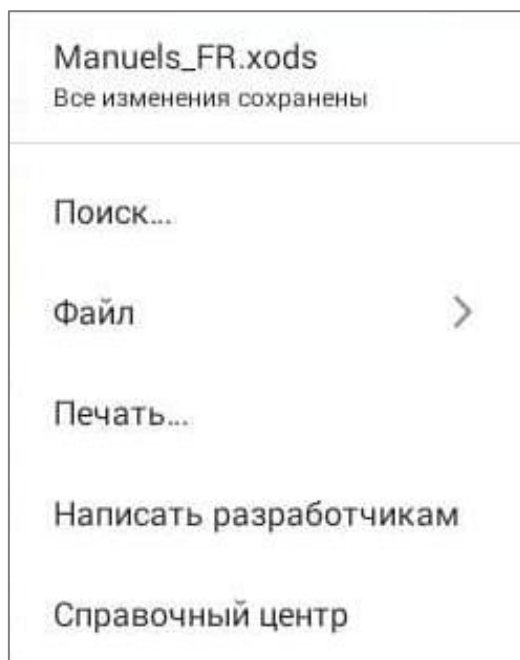 Manuels_FR.xods
Все изменения сохранены
Поиск...
Файл
Печать...
Написать разработчикам
Справочный центр